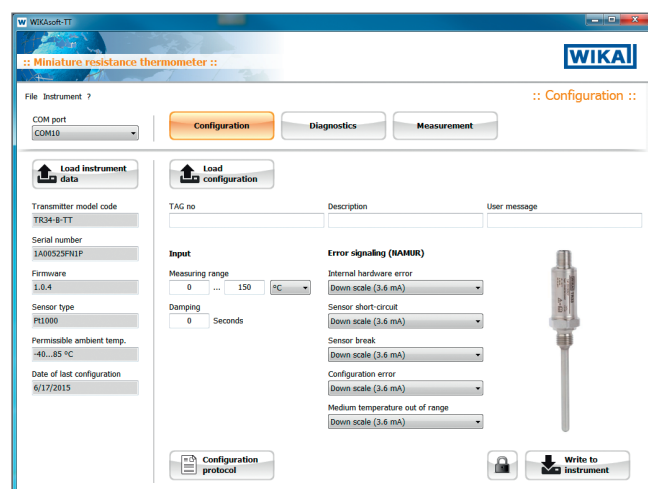 W WIKAsoft-TT
:: Miniature resistance thermometer ::
WIKAI
File Instrument ?
:: Configuration ::
COM port
COM10
Configuration
Diagnostics
Measurement
Load instrument
data
Load
configuration
Transmitter model code
TR34-B-TT
TAG no
Description
User message
Serial number
1A00525FN1P
Input
Error signaling (NAMUR)
Firmware
1.0.4
Measuring range
0 ... 150 °C
Internal hardware error
Down scale (3.6 mA)
Sensor type
Pt1000
Damping
0 Seconds
Sensor short-circuit
Down scale (3.6 mA)
Permissible ambient temp.
-40...85 °C
Sensor break
Down scale (3.6 mA)
Date of last configuration
6/17/2015
Configuration error
Down scale (3.6 mA)
Medium temperature out of range
Down scale (3.6 mA)
Configuration
protocol
Write to
instrument